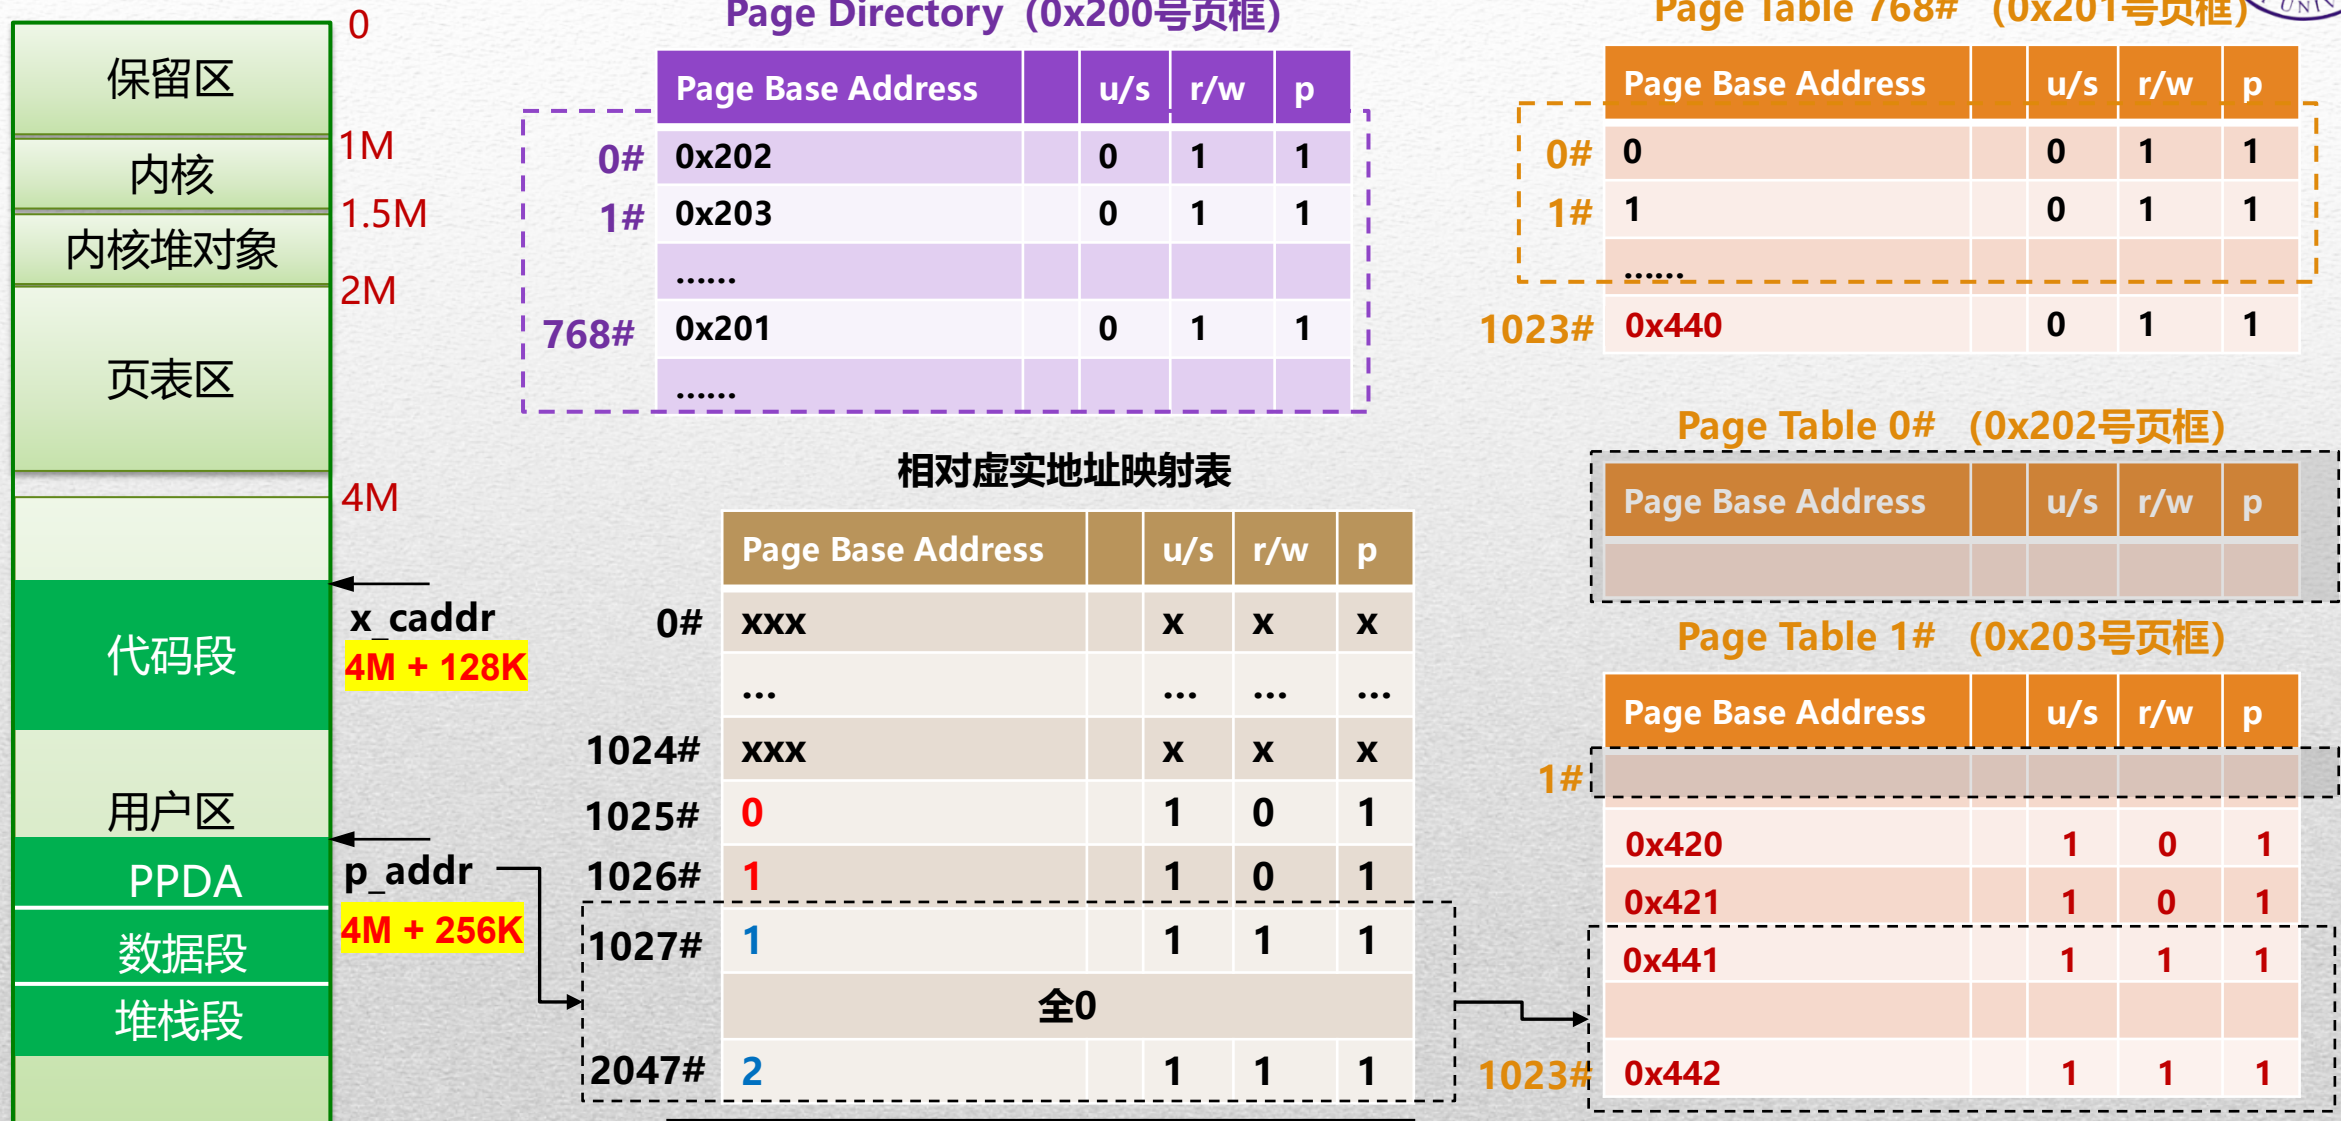 0
保留区
1M
内核
1.5M
内核堆对象
2M
页表区
4M
x_caddr
4M + 128K
代码段
用户区
p_addr
PPDA
4M + 256K
数据段
堆栈段
Page Directory (0x200号页框)
Page Base Address u/s r/w p
0# 0x202 0 1 1
1# 0x203 0 1 1
......
768# 0x201 0 1 1
......
相对虚实地址映射表
Page Base Address u/s r/w p
0# xxx x x x
... ... ... ...
1024# xxx x x x
1025# 0 1 0 1
1026# 1 1 0 1
1027# 1 1 1 1
全0
2047# 2 1 1 1
Page Table 768# (0x201号页框)
UNIV
Page Base Address u/s r/w p
0# 0 0 1 1
1# 1 0 1 1
......
1023# 0x440 0 1 1
Page Table 0# (0x202号页框)
Page Base Address u/s r/w p
Page Table 1# (0x203号页框)
Page Base Address u/s r/w p
1#
0x420 1 0 1
0x421 1 0 1
0x441 1 1 1
1023# 0x442 1 1 1